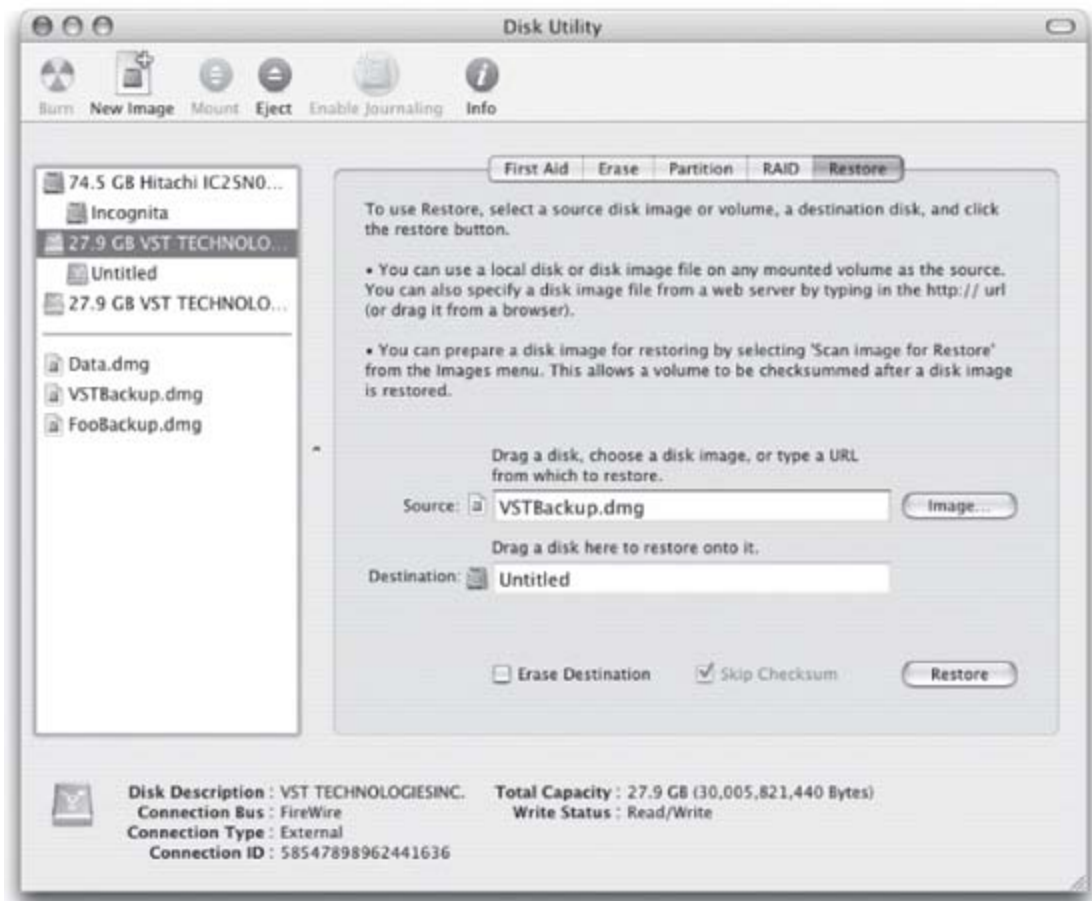 Disk Utility
Burn New Image Mount Eject Enable Journaling Info
74.5 GB Hitachi IC25N0...
Incognita
27.9 GB VST TECHNOLO...
Untitled
27.9 GB VST TECHNOLO...
Data.dmg
VSTBackup.dmg
FooBackup.dmg
First Aid Erase Partition RAID Restore
To use Restore, select a source disk image or volume, a destination disk, and click
the restore button.
• You can use a local disk or disk image file on any mounted volume as the source.
You can also specify a disk image file from a web server by typing in the http:// url
(or drag it from a browser).
• You can prepare a disk image for restoring by selecting 'Scan image for Restore'
from the Images menu. This allows a volume to be checksummed after a disk image
is restored.
Drag a disk, choose a disk image, or type a URL
from which to restore.
Source: VSTBackup.dmg Image...
Drag a disk here to restore onto it.
Destination: Untitled
Erase Destination Skip Checksum Restore
Disk Description : VST TECHNOLOGIESINC.
Connection Bus : FireWire
Connection Type : External
Connection ID : 58547898962441636
Total Capacity : 27.9 GB (30,005,821,440 Bytes)
Write Status : Read/Write